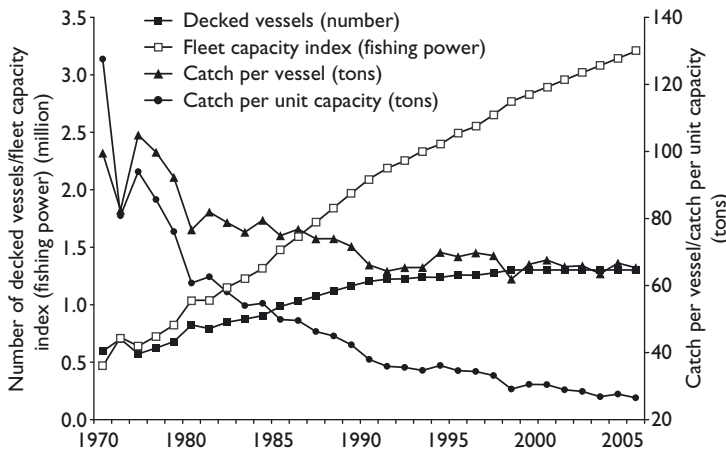 Number of decked vessels/fleet capacity
index (fishing power) (million)
3.5
3.0
2.5
2.0
1.5
1.0
0.5
0.0
Decked vessels (number)
Fleet capacity index (fishing power)
Catch per vessel (tons)
Catch per unit capacity (tons)
140
120
100
80
60
40
20
Catch per vessel/catch per unit capacity
(tons)
1970 1980 1985 1990 1995 2000 2005